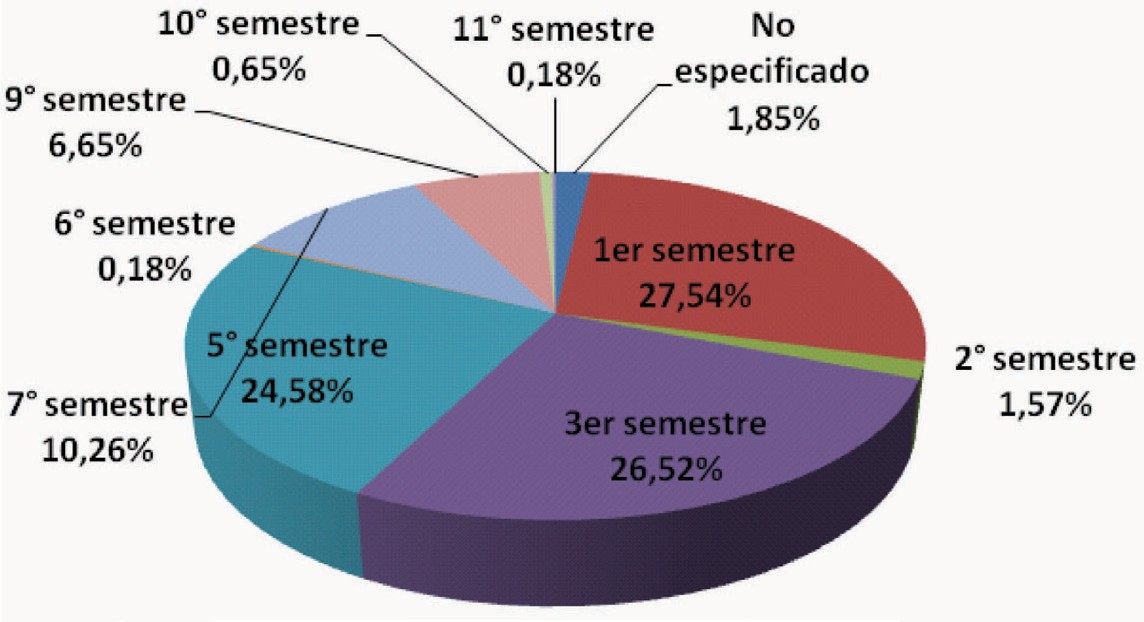 10° semestre
0,65%
11° semestre
0,18%
No
especificado
1,85%
9° semestre
6,65%
6° semestre
0,18%
1er semestre
27,54%
5° semestre
24,58%
2° semestre
1,57%
7° semestre
10,26%
3er semestre
26,52%